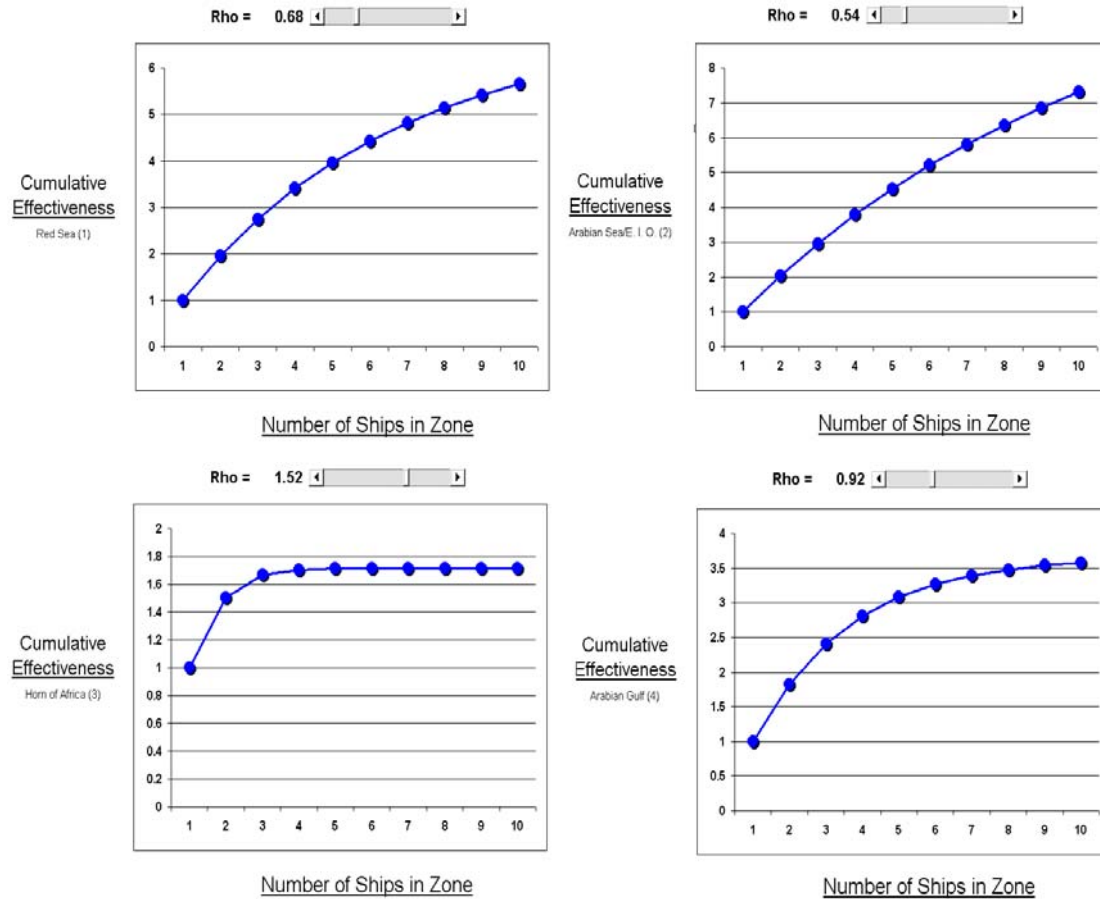 Rho = 0.68
6
5
4
3
2
1
0
1 2 3 4 5 6 7 8 9 10
Cumulative
Effectiveness
Red Sea (1)
Number of Ships in Zone
Rho = 0.54
8
7
6
5
4
3
2
1
0
1 2 3 4 5 6 7 8 9 10
Cumulative
Effectiveness
Arabian Sea/E. I. O. (2)
Number of Ships in Zone
Rho = 1.52
2
1.8
1.6
1.4
1.2
1
0.8
0.6
0.4
0.2
0
1 2 3 4 5 6 7 8 9 10
Cumulative
Effectiveness
Horn of Africa (3)
Number of Ships in Zone
Rho = 0.92
4
3.5
3
2.5
2
1.5
1
0.5
0
1 2 3 4 5 6 7 8 9 10
Cumulative
Effectiveness
Arabian Gulf (4)
Number of Ships in Zone